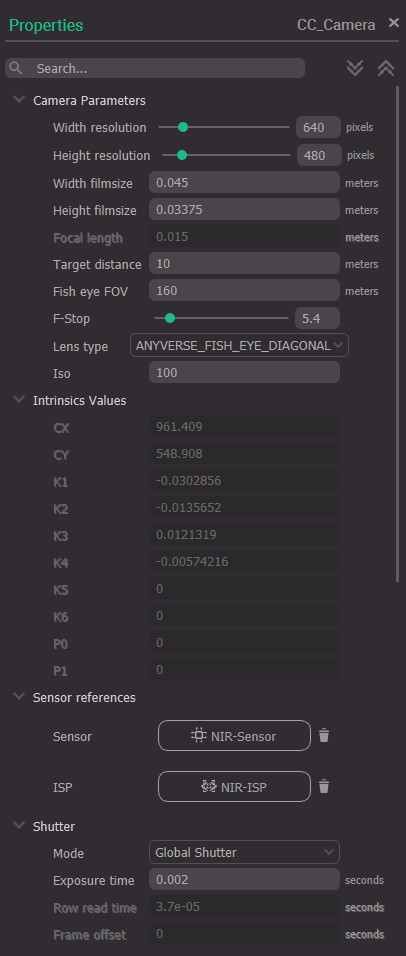 Properties CC_Camera ×
Search...
Camera Parameters
Width resolution 640 pixels
Height resolution 480 pixels
Width filmsize 0.045 meters
Height filmsize 0.03375 meters
Focal length 0.015 meters
Target distance 10 meters
Fish eye FOV 160 meters
F-Stop 5.4
Lens type ANYVERSE_FISH_EYE_DIAGONAL
Iso 100
Intrinsics Values
CX 961.409
CY 548.908
K1 -0.0302856
K2 -0.0135652
K3 0.0121319
K4 -0.00574216
K5 0
K6 0
P0 0
P1 0
Sensor references
Sensor NIR-Sensor
ISP NIR-ISP
Shutter
Mode Global Shutter
Exposure time 0.002 seconds
Row read time 3.7e-05 seconds
Frame offset 0 seconds